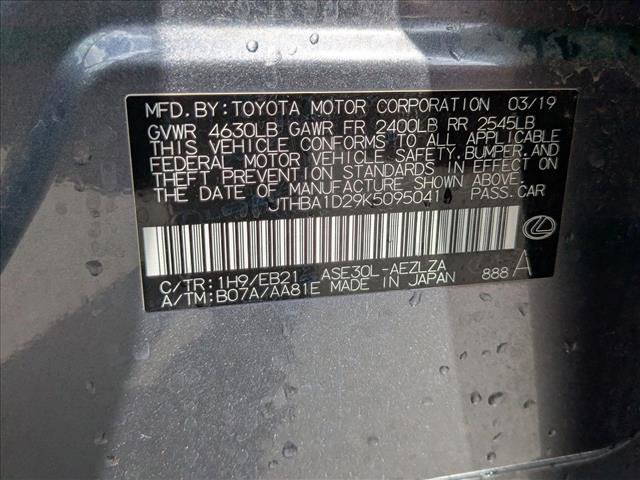 MFD.BY:TOYOTA MOTOR CORPORATION 03/19
GVWR 4630LB GAWR FR 2400LB RR 2545LB
THIS VEHICLE CONFORMS TO ALL APPLICABLE
FEDERAL MOTOR VEHICLE SAFETY,BUMPER,AND
THEFT PREVENTION STANDARDS IN EFFECT ON
THE DATE OF MANUFACTURE SHOWN ABOVE.
JTHBA1D29K5095041 PASS.CAR
C/TR:1H9/EB21 ASE30L-AEZLZA
A/TM:B07A/AA81E MADE IN JAPAN 888 A